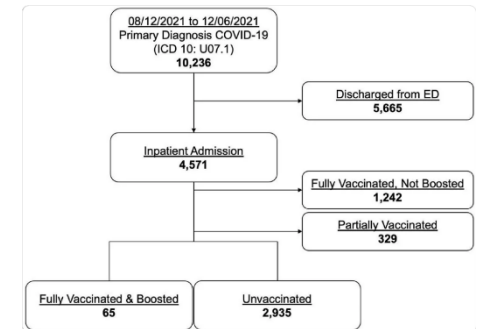 08/12/2021 to 12/06/2021
Primary Diagnosis COVID-19
(ICD 10: U07.1)
10,236
Discharged from ED
5,665
Inpatient Admission
4,571
Fully Vaccinated, Not Boosted
1,242
Partially Vaccinated
329
Fully Vaccinated & Boosted
65
Unvaccinated
2,935